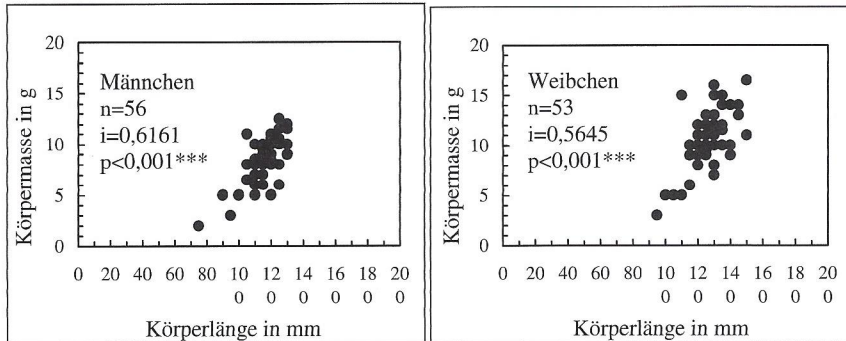 20
15
10
5
0
Körpermasse in g
Männchen
n=56
i=0,6161
p<0,001***
0 20 40 60 80 10 12 14 16 18 20
0 0 0 0 0 0
Körperlänge in mm
20
15
10
5
0
Körpermasse in g
Weibchen
n=53
i=0,5645
p<0,001***
0 20 40 60 80 10 12 14 16 18 20
0 0 0 0 0 0
Körperlänge in mm